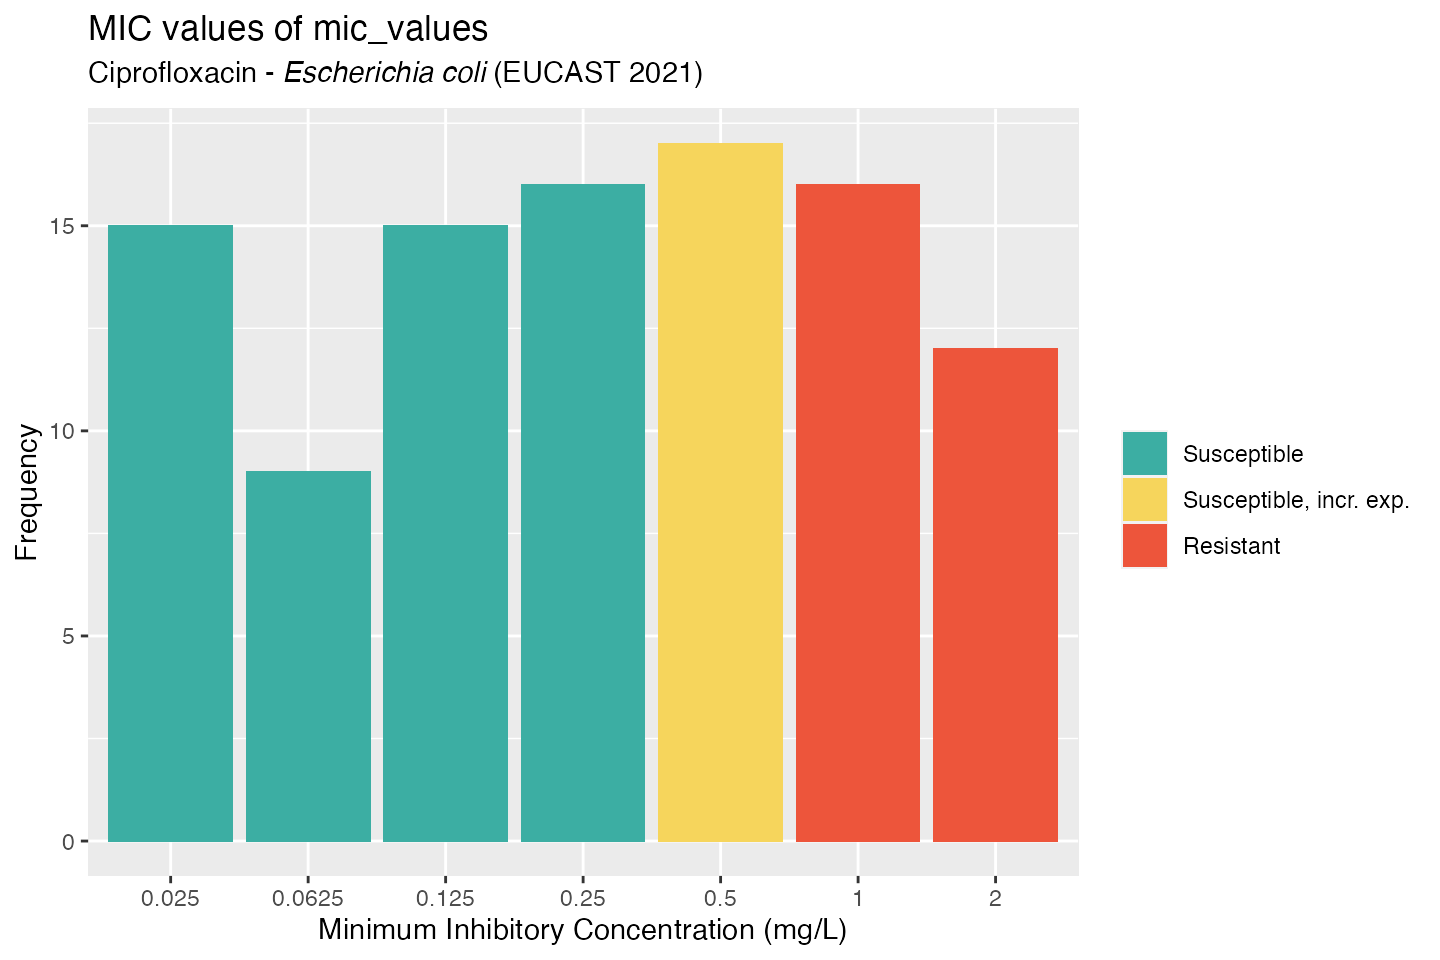 MIC values of mic_values
Ciprofloxacin - Escherichia coli (EUCAST 2021)
Frequency
15
10
5
0
0.025 0.0625 0.125 0.25 0.5 1 2
Minimum Inhibitory Concentration (mg/L)
Susceptible
Susceptible, incr. exp.
Resistant